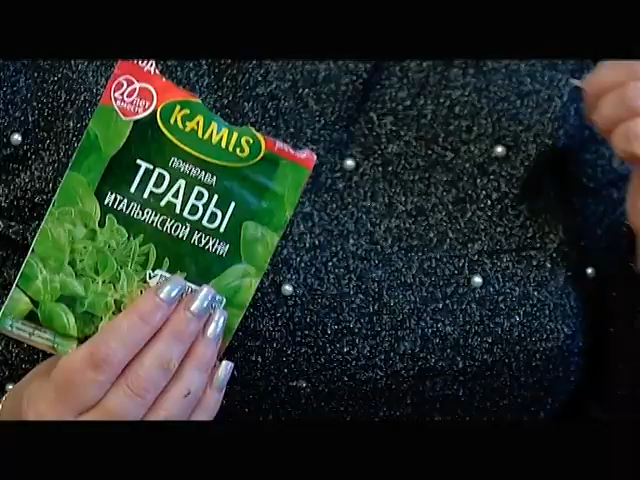 20 лет
вместе
KAMIS
ПРИПРАВА
ТРАВЫ
ИТАЛЬЯНСКОЙ КУХНИ